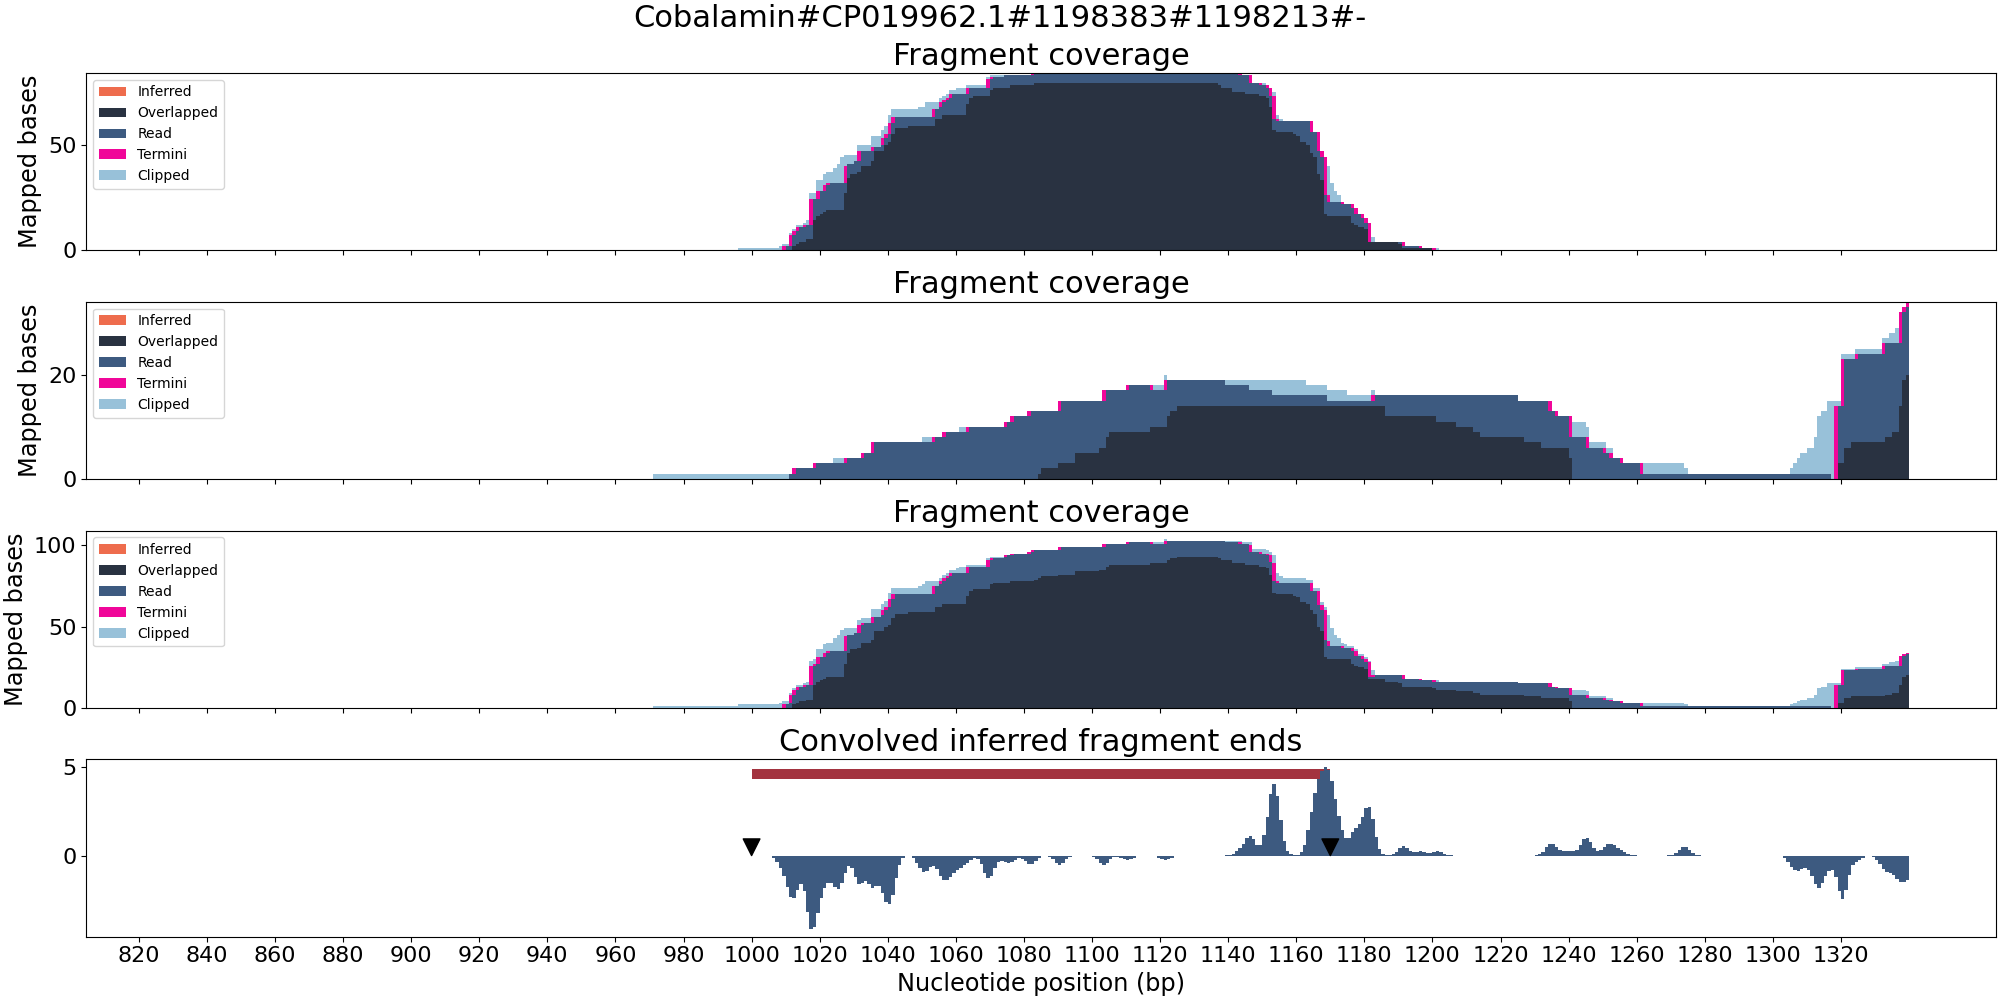 Cobalamin#CP019962.1#1198383#1198213#-
Fragment coverage
Mapped bases
50
0
Inferred
Overlapped
Read
Termini
Clipped
Fragment coverage
Mapped bases
20
0
Inferred
Overlapped
Read
Termini
Clipped
Fragment coverage
Mapped bases
100
50
0
Inferred
Overlapped
Read
Termini
Clipped
Convolved inferred fragment ends
5
0
820 840 860 880 900 920 940 960 980 1000 1020 1040 1060 1080 1100 1120 1140 1160 1180 1200 1220 1240 1260 1280 1300 1320
Nucleotide position (bp)